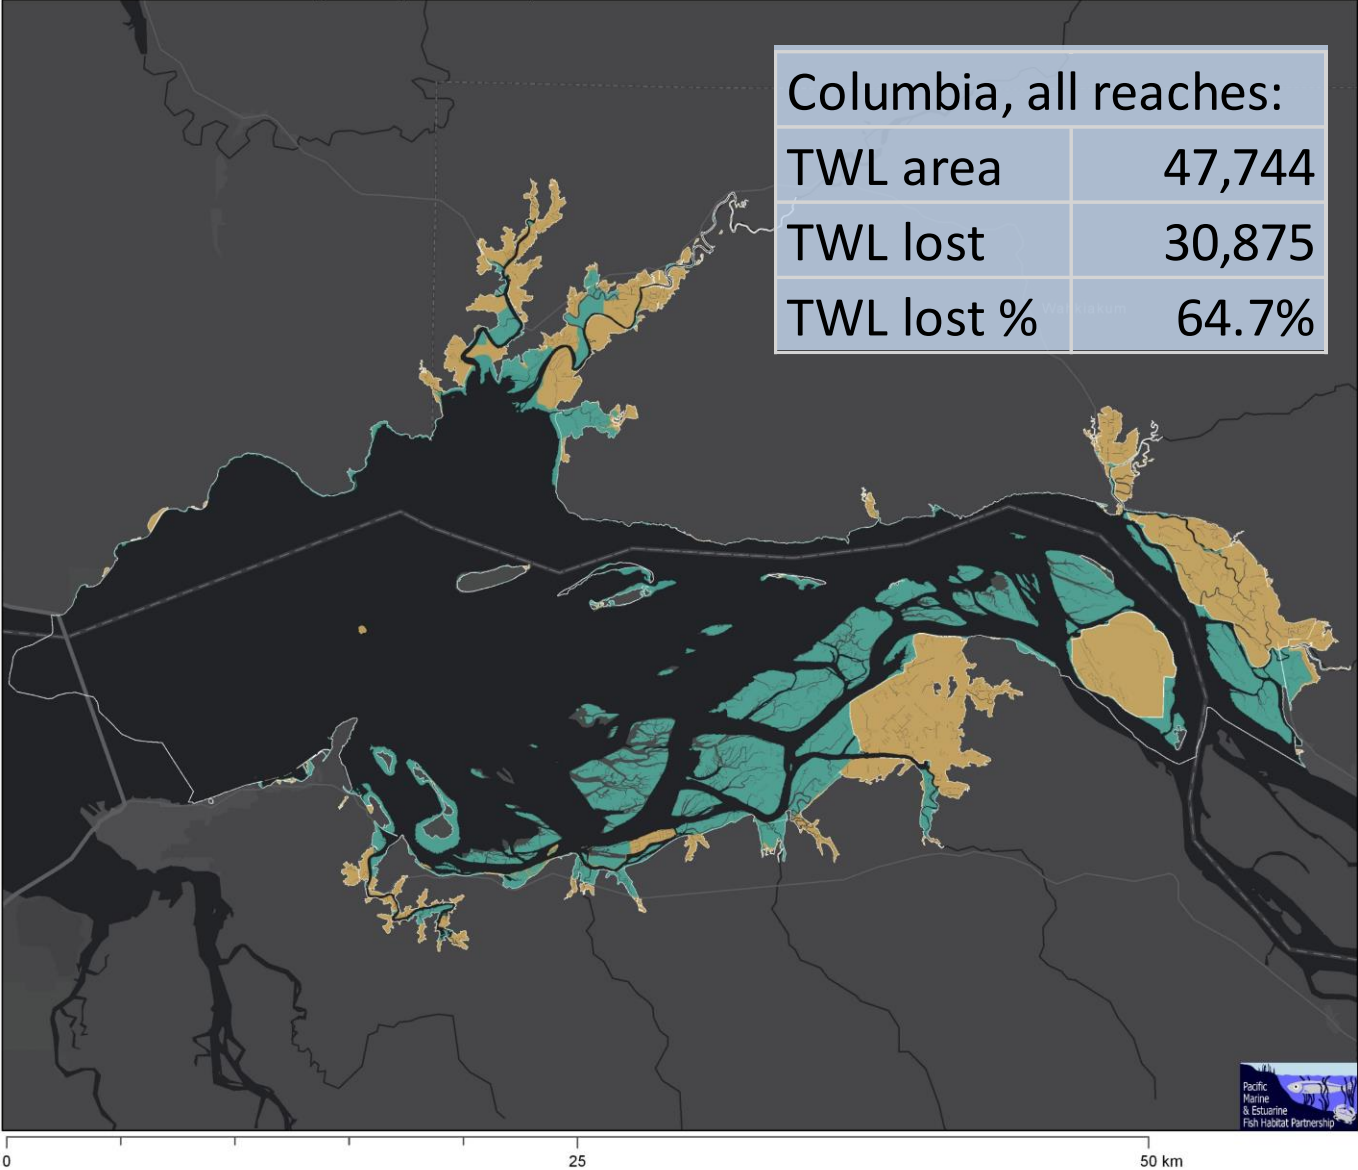 Columbia, all reaches:
TWL area 47,744
TWL lost 30,875
TWL lost % 64.7%
Wahkiakum
Pacific
Marine
& Estuarine
Fish Habitat Partnership
0 25 50 km